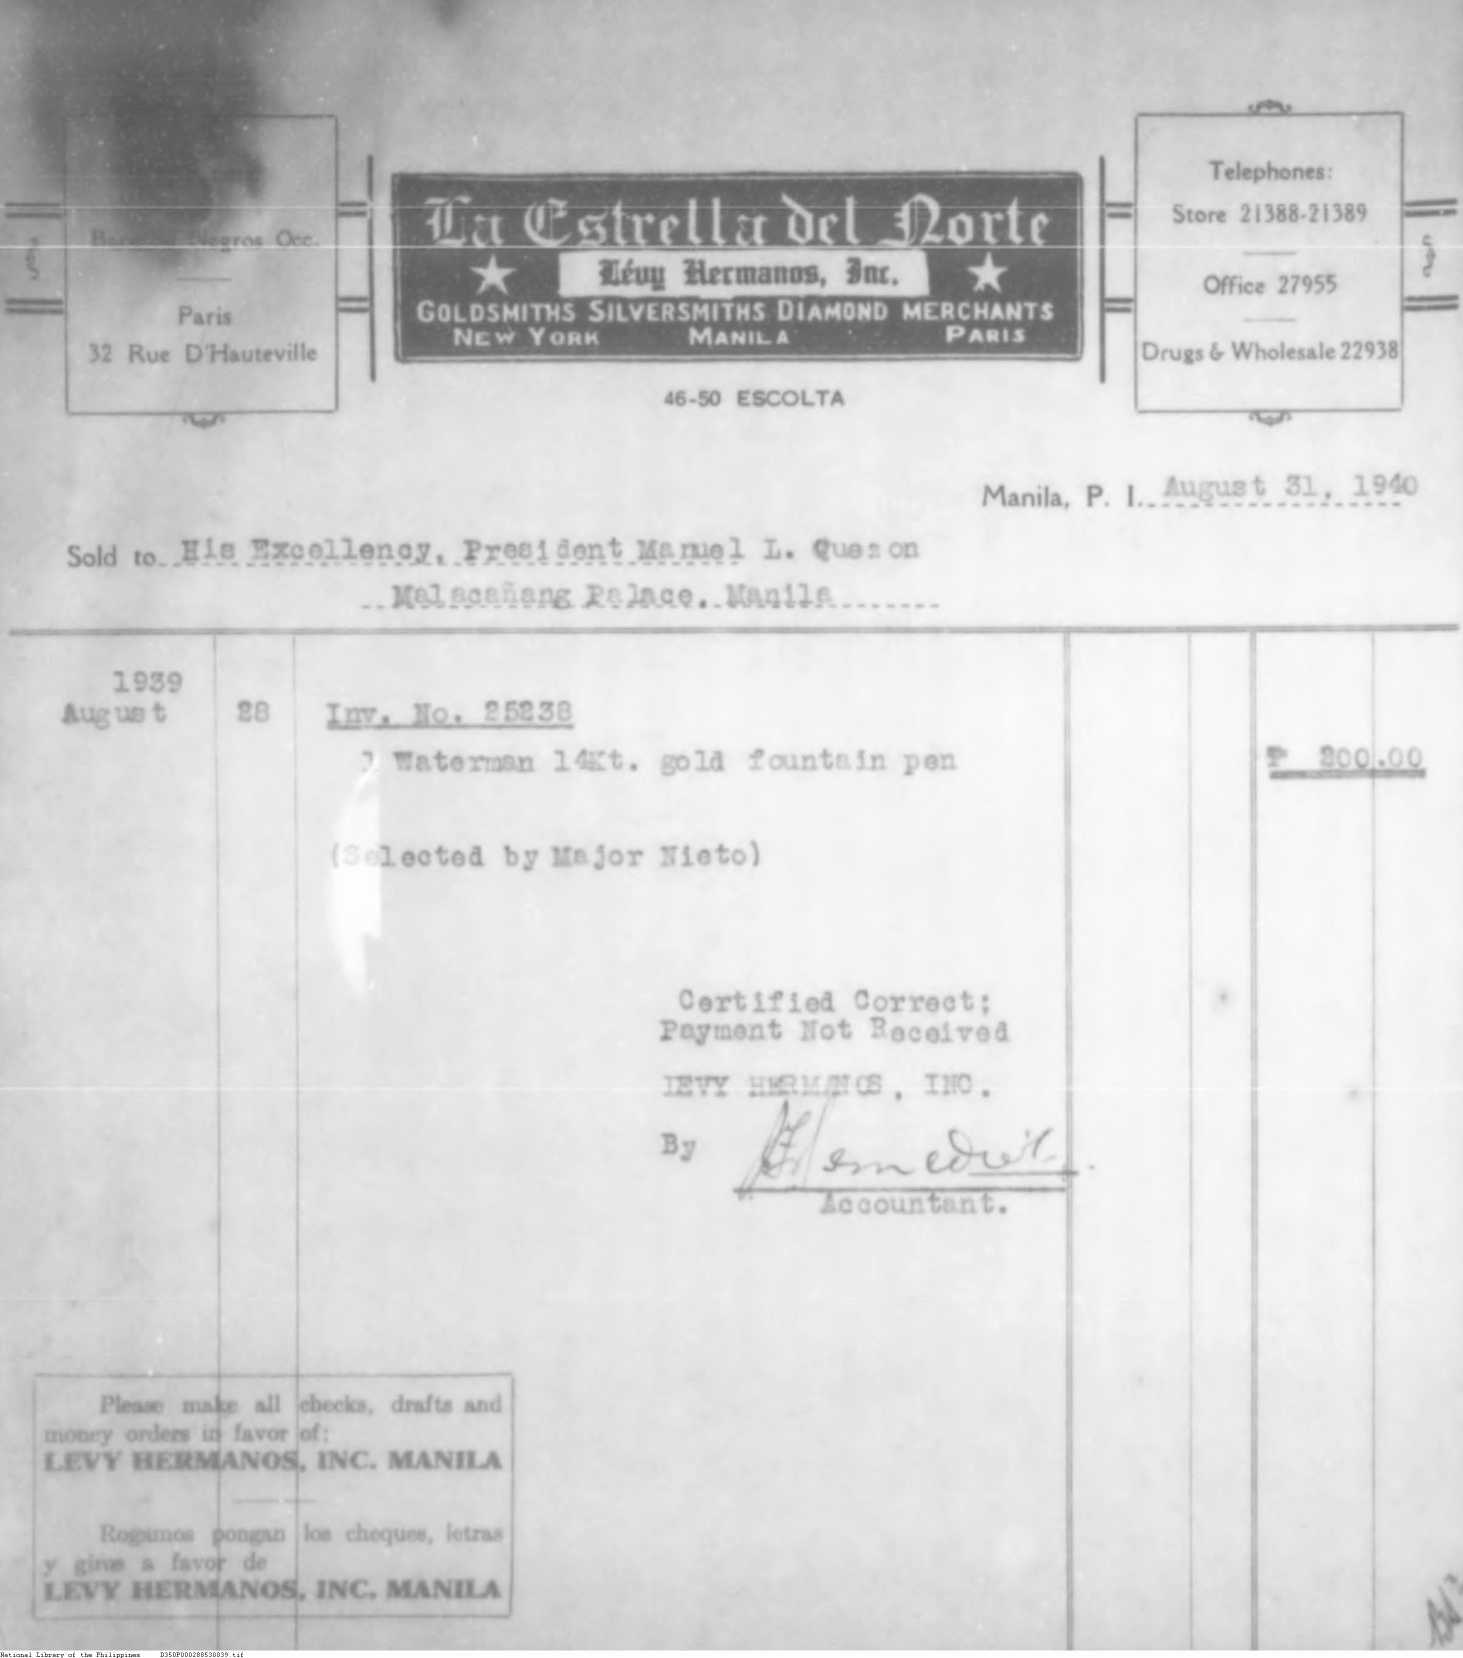 Negros Occ.
Paris
32 Rue D'Hauteville
La Estrella del Norte
Lévy Hermanos, Inc.
GOLDSMITHS SILVERSMITHS DIAMOND MERCHANTS
NEW YORK MANILA PARIS
46-50 ESCOLTA
Telephones:
Store 21388-21389
Office 27955
Drugs & Wholesale 22938
Manila, P. I. August 31, 1940
Sold to His Excellency, President Manuel L. Quezon
Malacañang Palace, Manila
1939
August 28 Inv. No. 25238
1 Waterman 14Kt. gold fountain pen ₱ 200.00
(Selected by Major Nieto)
Certified Correct;
Payment Not Received
LEVY HERMANOS, INC.
By
Accountant.
Please make all checks, drafts and
money orders in favor of:
LEVY HERMANOS, INC. MANILA
Rogamos pongan los cheques, letras
y giros a favor de
LEVY HERMANOS, INC. MANILA
National Library of the Philippines D350P000288530839.tif